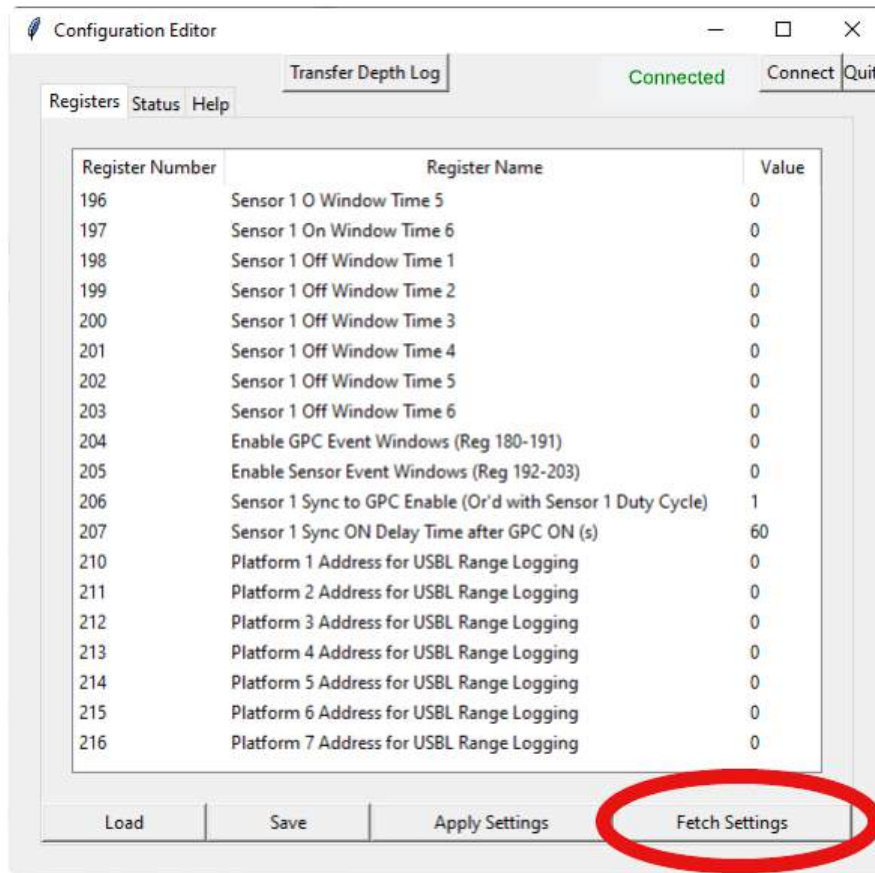 Configuration Editor
Transfer Depth Log Connected Connect Quit
Registers Status Help
Register Number Register Name Value
196 Sensor 1 O Window Time 5 0
197 Sensor 1 On Window Time 6 0
198 Sensor 1 Off Window Time 1 0
199 Sensor 1 Off Window Time 2 0
200 Sensor 1 Off Window Time 3 0
201 Sensor 1 Off Window Time 4 0
202 Sensor 1 Off Window Time 5 0
203 Sensor 1 Off Window Time 6 0
204 Enable GPC Event Windows (Reg 180-191) 0
205 Enable Sensor Event Windows (Reg 192-203) 0
206 Sensor 1 Sync to GPC Enable (Or'd with Sensor 1 Duty Cycle) 1
207 Sensor 1 Sync ON Delay Time after GPC ON (s) 60
210 Platform 1 Address for USBL Range Logging 0
211 Platform 2 Address for USBL Range Logging 0
212 Platform 3 Address for USBL Range Logging 0
213 Platform 4 Address for USBL Range Logging 0
214 Platform 5 Address for USBL Range Logging 0
215 Platform 6 Address for USBL Range Logging 0
216 Platform 7 Address for USBL Range Logging 0
Load Save Apply Settings Fetch Settings